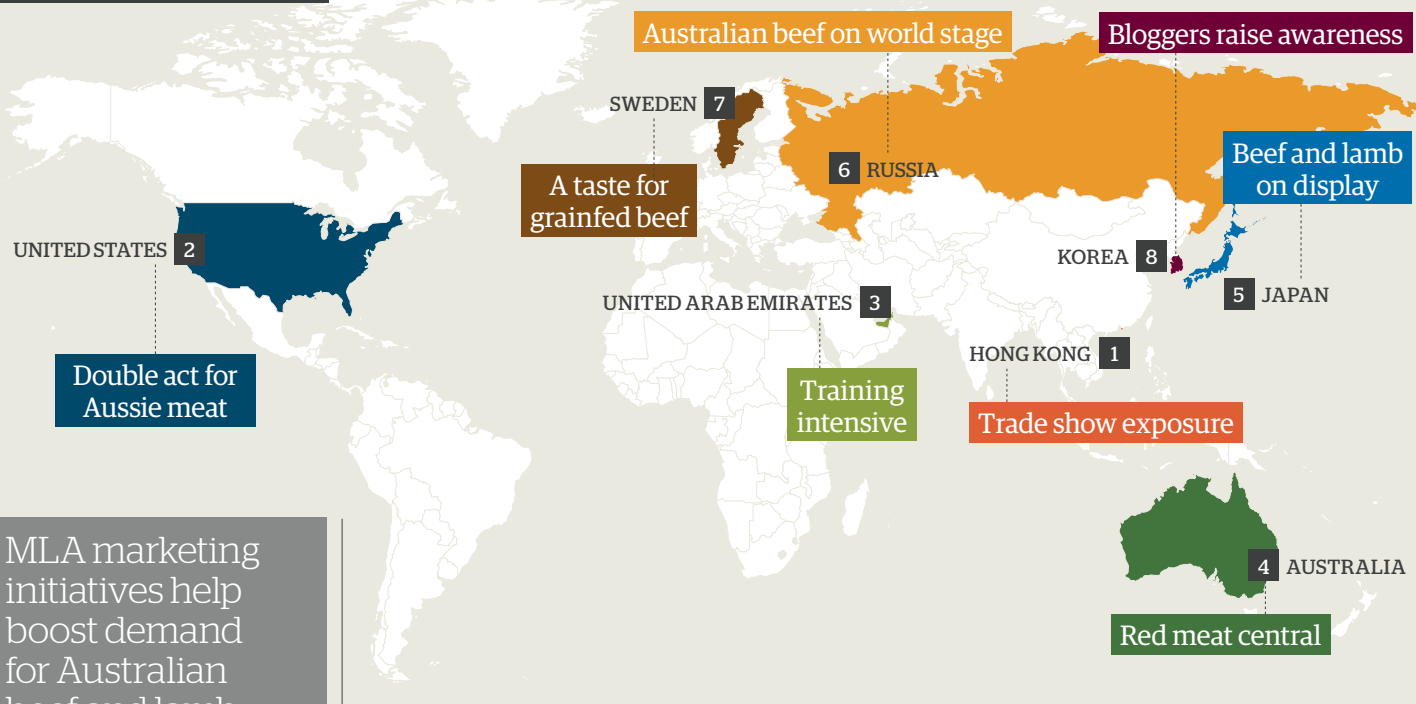 Australian beef on world stage
Bloggers raise awareness
SWEDEN 7
A taste for
grainfed beef
6 RUSSIA
Beef and lamb
on display
UNITED STATES 2
KOREA 8
5 JAPAN
UNITED ARAB EMIRATES 3
HONG KONG 1
Double act for
Aussie meat
Training
intensive
Trade show exposure
4 AUSTRALIA
Red meat central
MLA marketing
initiatives help
boost demand
for Australian
beef and lamb